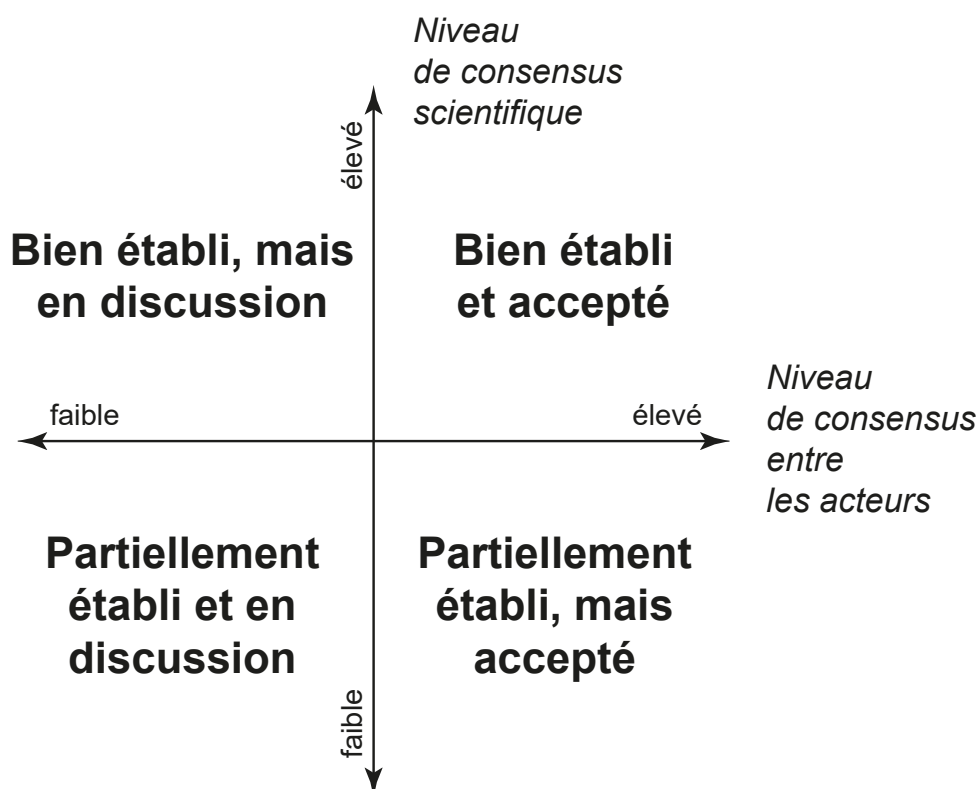 Niveau
de consensus
scientifique
élevé
Bien établi, mais
en discussion
Bien établi
et accepté
faible
élevé
Niveau
de consensus
entre
les acteurs
Partiellement
établi et en
discussion
Partiellement
établi, mais
accepté
faible